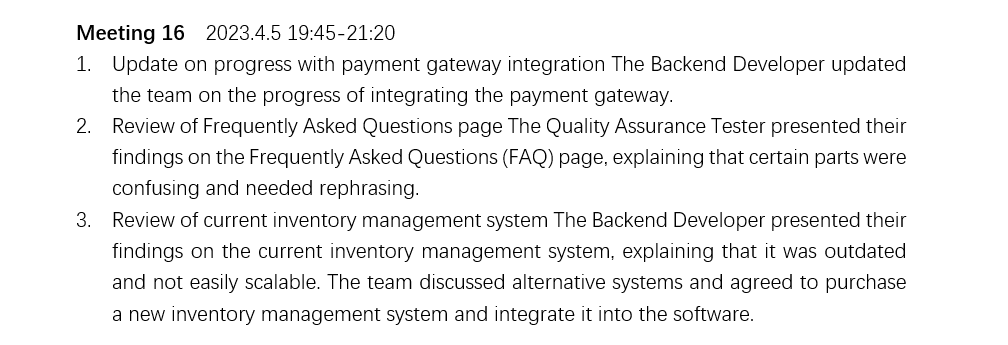 Meeting 16 2023.4.5 19:45-21:20
1. Update on progress with payment gateway integration The Backend Developer updated
the team on the progress of integrating the payment gateway.
2. Review of Frequently Asked Questions page The Quality Assurance Tester presented their
findings on the Frequently Asked Questions (FAQ) page, explaining that certain parts were
confusing and needed rephrasing.
3. Review of current inventory management system The Backend Developer presented their
findings on the current inventory management system, explaining that it was outdated
and not easily scalable. The team discussed alternative systems and agreed to purchase
a new inventory management system and integrate it into the software.